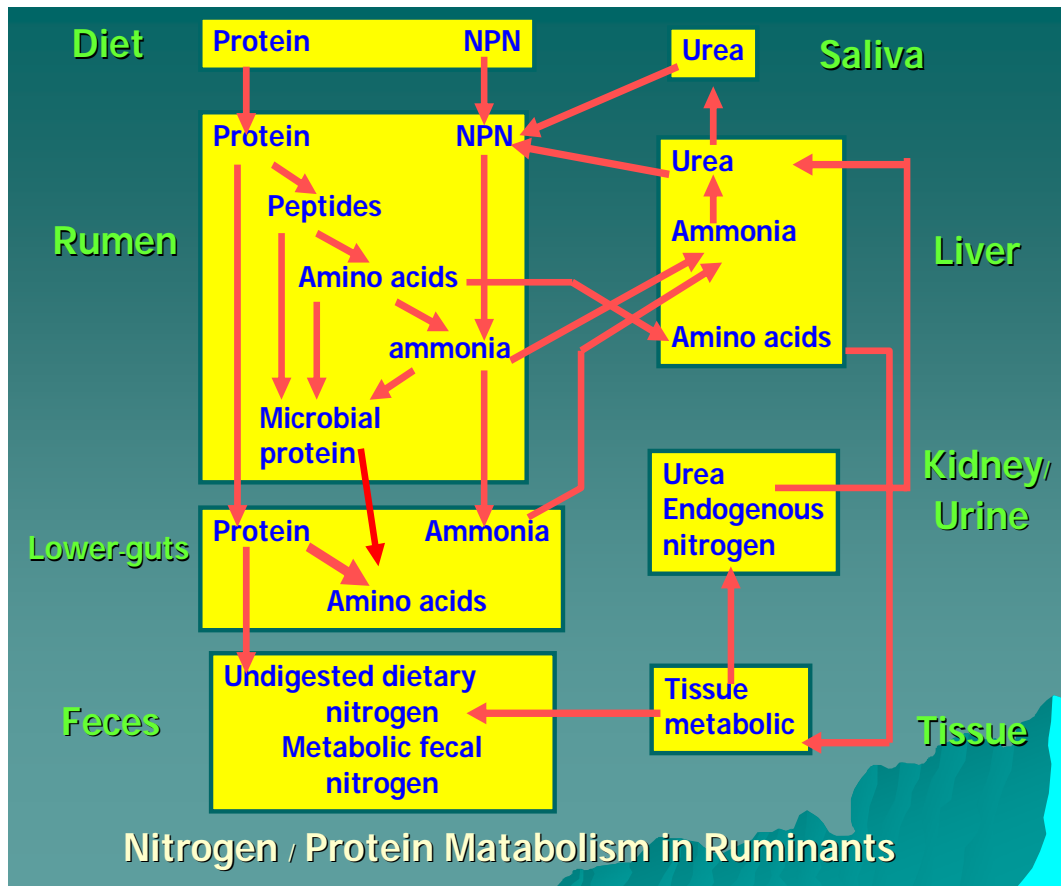 Diet
Protein NPN
Urea
Saliva
Protein NPN
Peptides
Amino acids
ammonia
Microbial
protein
Rumen
Urea
Ammonia
Amino acids
Liver
Urea
Endogenous
nitrogen
Kidney/
Urine
Lower-guts
Protein Ammonia
Amino acids
Feces
Undigested dietary
nitrogen
Metabolic fecal
nitrogen
Tissue
metabolic
Tissue
Nitrogen / Protein Matabolism in Ruminants